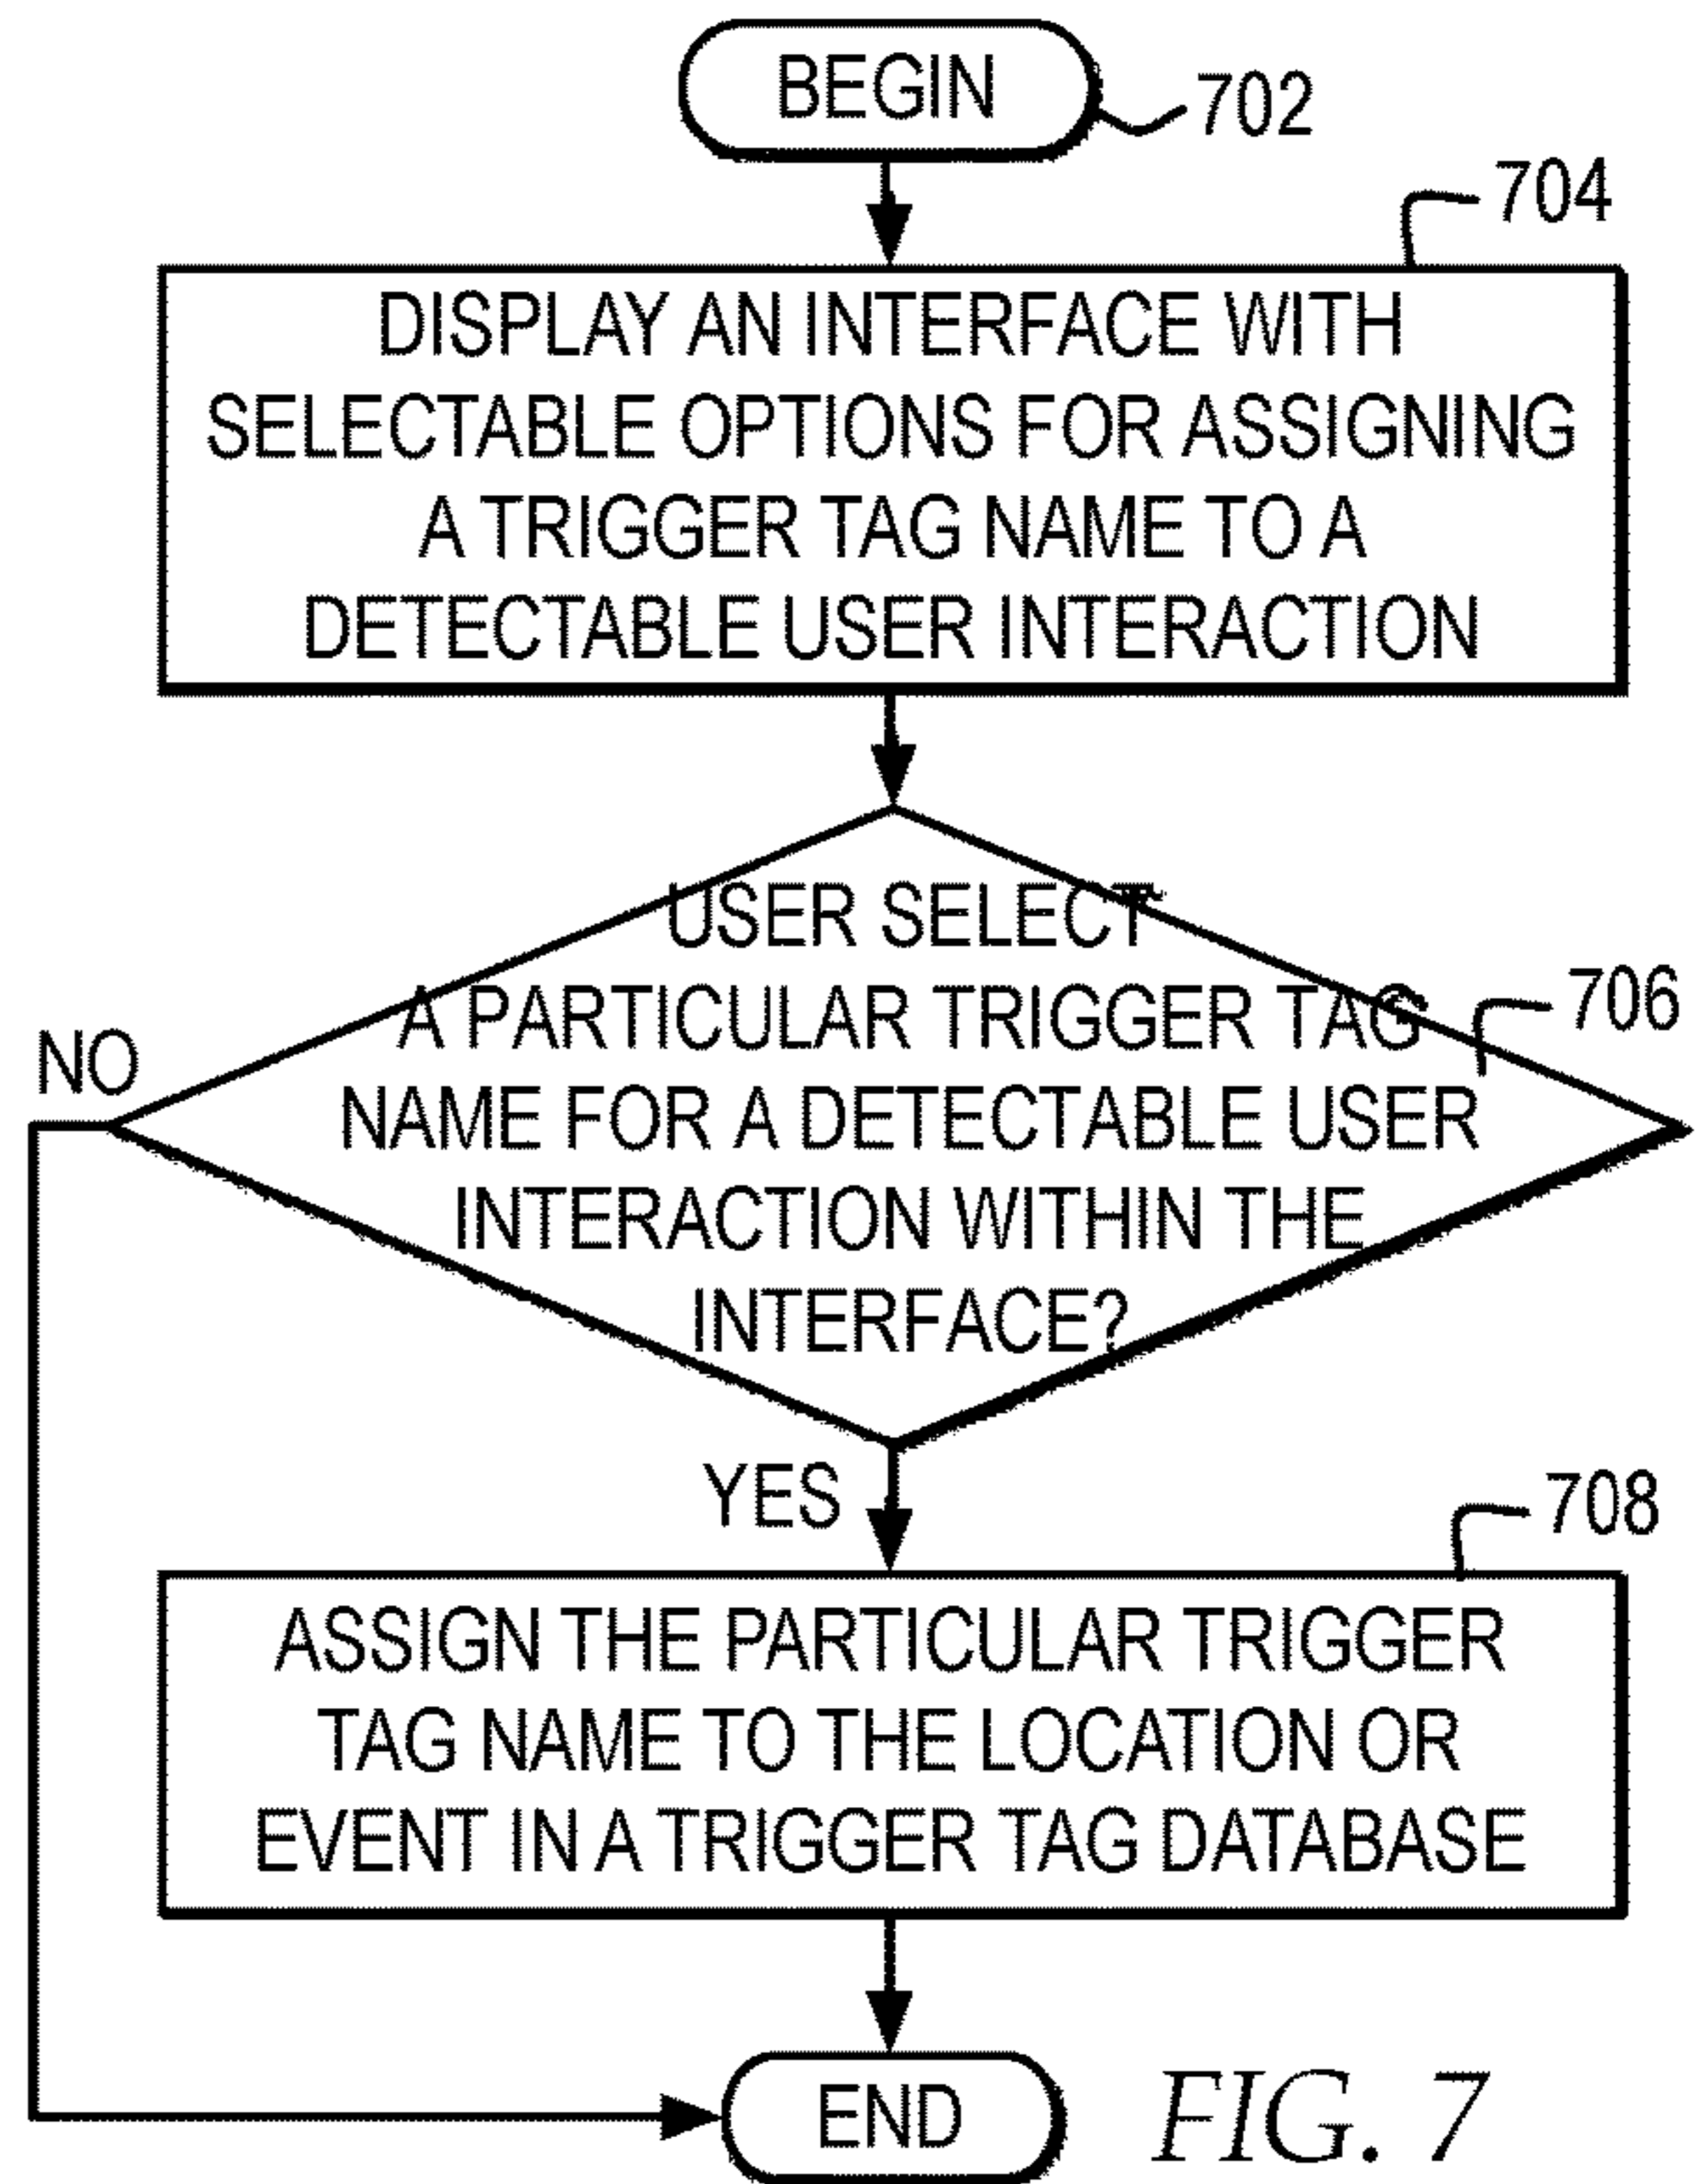 BEGIN
702
704
DISPLAY AN INTERFACE WITH
SELECTABLE OPTIONS FOR ASSIGNING
A TRIGGER TAG NAME TO A
DETECTABLE USER INTERACTION
USER SELECT
A PARTICULAR TRIGGER TAG
706
NO
NAME FOR A DETECTABLE USER
INTERACTION WITHIN THE
INTERFACE?
YES
708
ASSIGN THE PARTICULAR TRIGGER
TAG NAME TO THE LOCATION OR
EVENT IN A TRIGGER TAG DATABASE
END
FIG. 7